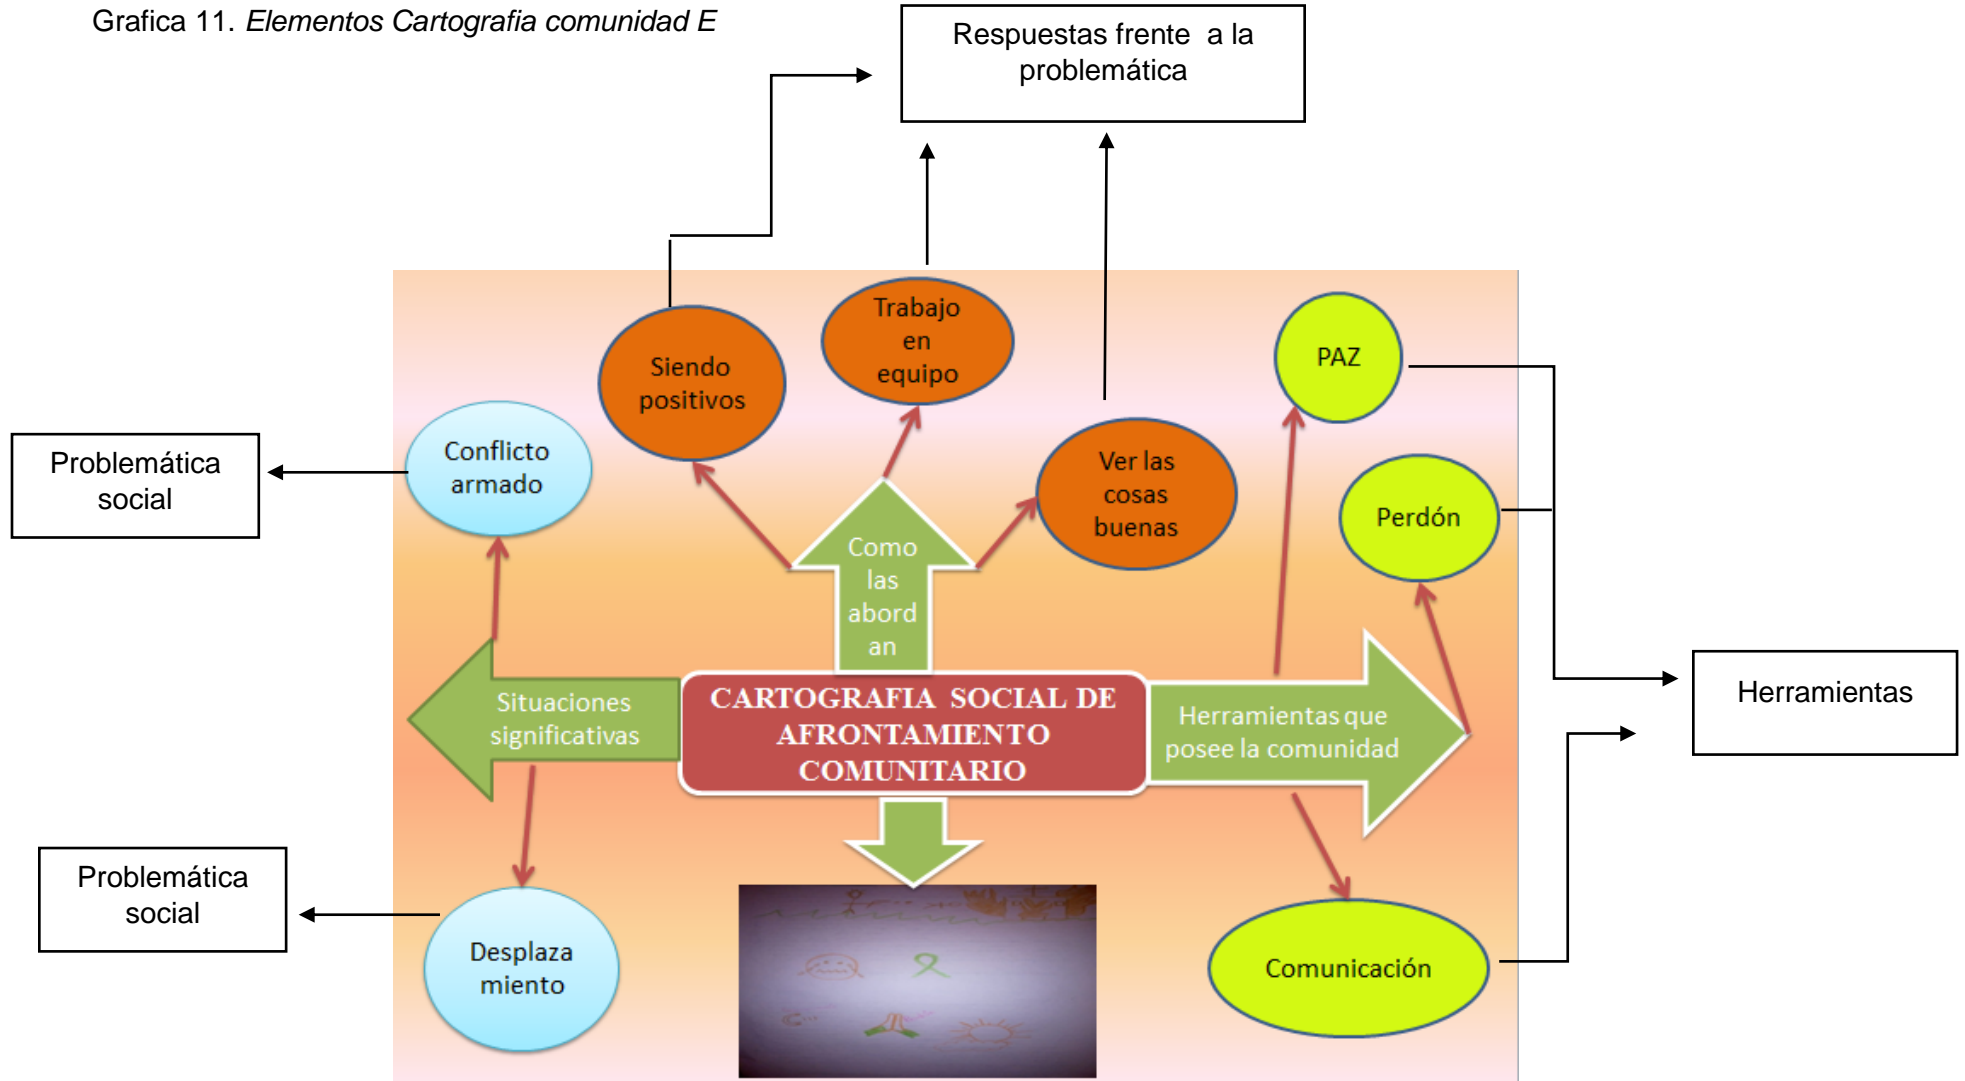 Grafica 11. Elementos Cartografia comunidad E
Respuestas frente  a la
problemática
Siendo
positivos
Trabajo
en
equipo
Ver las
cosas
buenas
PAZ
Perdón
Conflicto
armado
Problemática
social
Como
las
abord
an
Situaciones
significativas
CARTOGRAFIA  SOCIAL DE
AFRONTAMIENTO
COMUNITARIO
Herramientas que
posee la comunidad
Herramientas
Problemática
social
Desplaza
miento
Comunicación